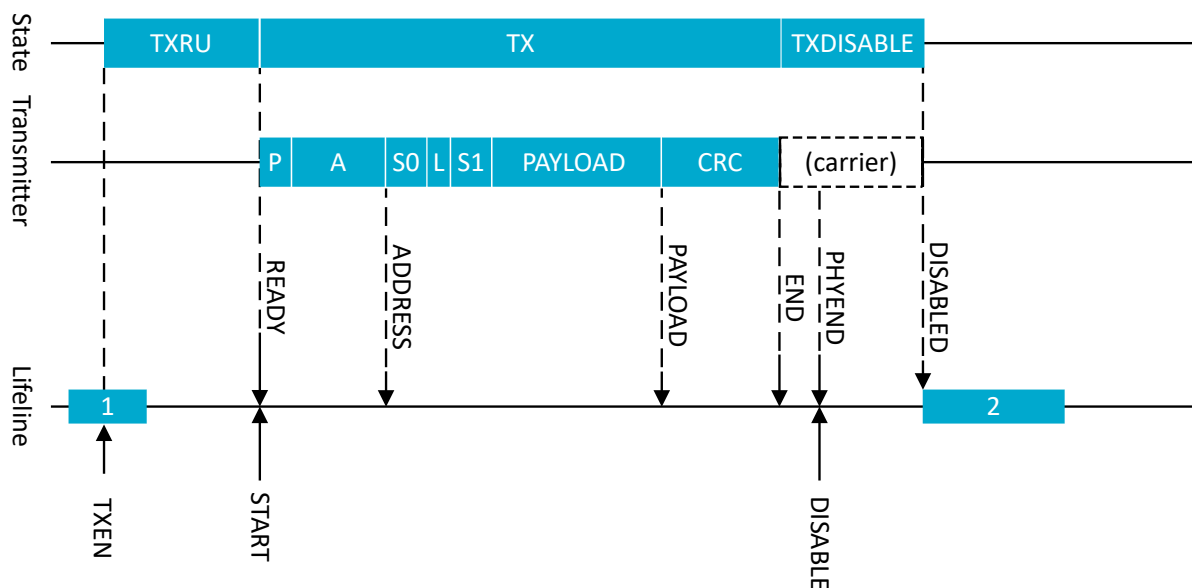 State
TXRU
TX
TXDISABLE
Transmitter
P
A
S0
L
S1
PAYLOAD
CRC
(carrier)
READY
ADDRESS
PAYLOAD
END
PHYEND
DISABLED
Lifeline
1
2
TXEN
START
DISABLE